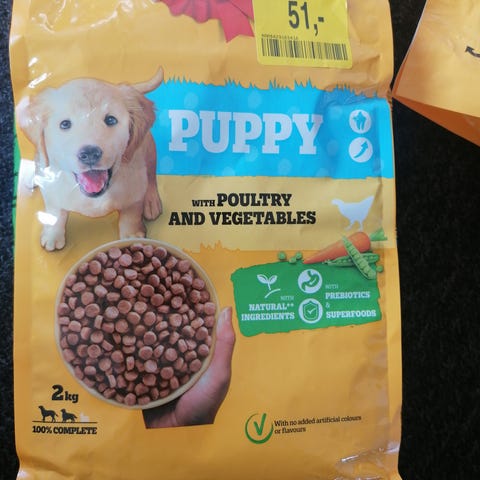 51,-
PUPPY
WITH POULTRY
AND VEGETABLES
WITH
NATURAL**
INGREDIENTS
WITH
PREBIOTICS
&
SUPERFOODS
2kg
100% COMPLETE
With no added artificial colours
or flavours